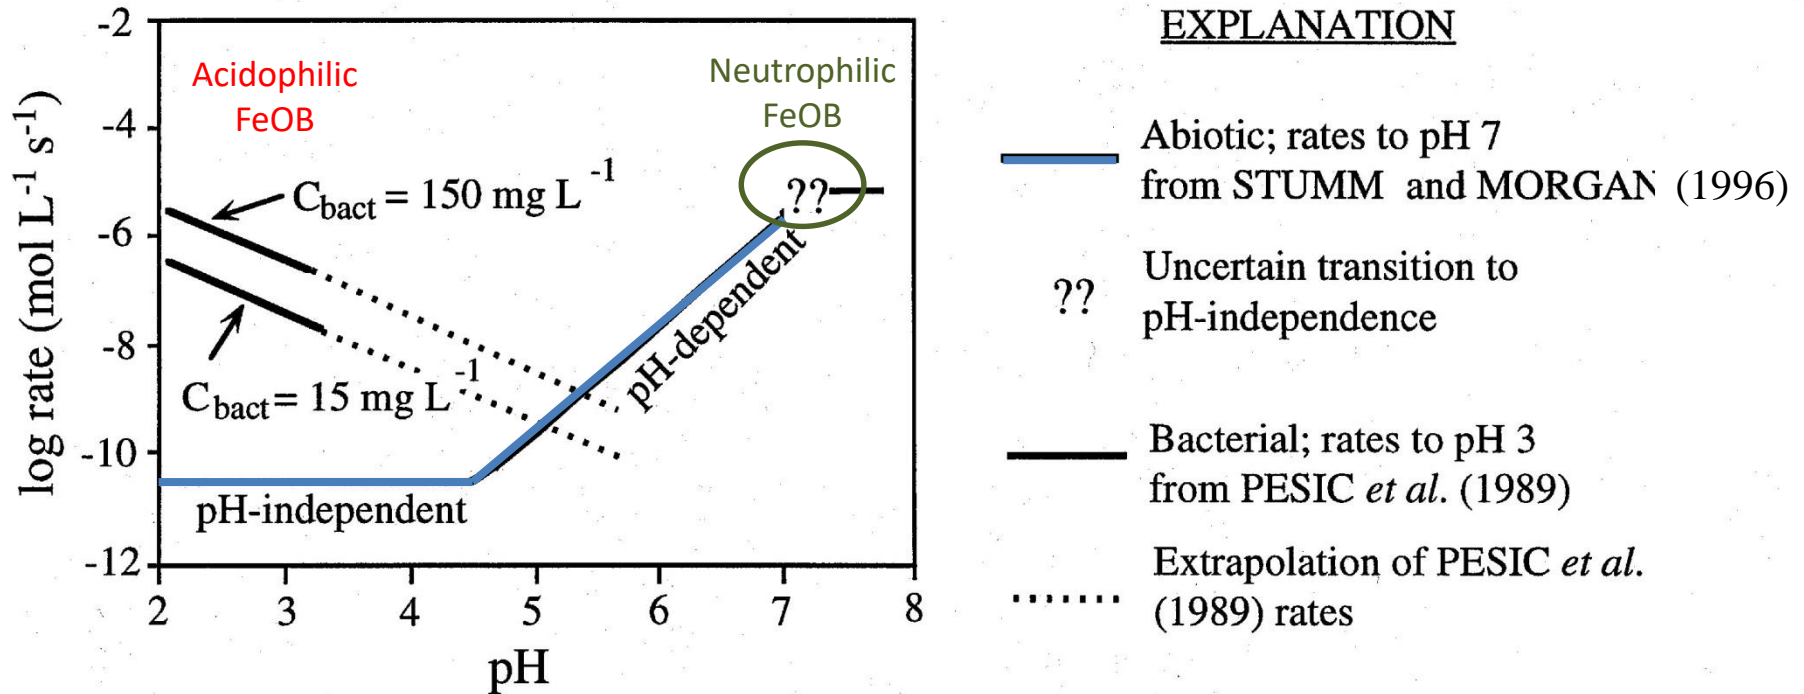 Acidophilic
FeOB
Neutrophilic
FeOB
log rate (mol L⁻¹ s⁻¹)
-2
-4
-6
-8
-10
-12
C_bact = 150 mg L⁻¹
C_bact = 15 mg L⁻¹
??
pH-dependent
pH-independent
2 3 4 5 6 7 8
pH
EXPLANATION
Abiotic; rates to pH 7
from STUMM and MORGAN (1996)
?? Uncertain transition to
pH-independence
Bacterial; rates to pH 3
from PESIC et al. (1989)
Extrapolation of PESIC et al.
(1989) rates